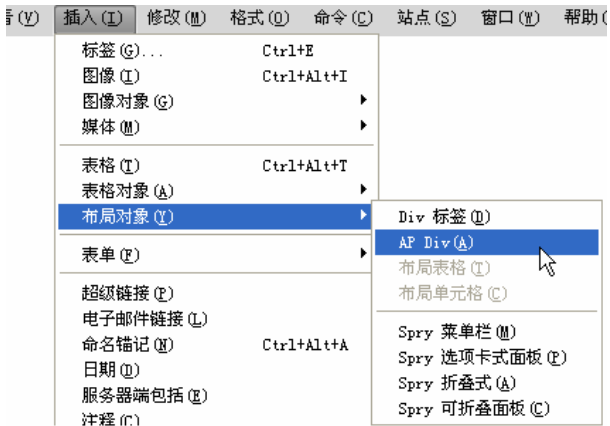 (V) 插入(I) 修改(M) 格式(O) 命令(C) 站点(S) 窗口(W) 帮助(
标签(G)... Ctrl+E
图像(I) Ctrl+Alt+I
图像对象(G)
媒体(M)
表格(T) Ctrl+Alt+T
表格对象(A)
布局对象(Y)
表单(F)
超级链接(P)
电子邮件链接(L)
命名锚记(N) Ctrl+Alt+A
日期(D)
服务器端包括(E)
注释(C)
Div 标签(D)
AP Div(A)
布局表格(T)
布局单元格(C)
Spry 菜单栏(M)
Spry 选项卡式面板(P)
Spry 折叠式(A)
Spry 可折叠面板(C)